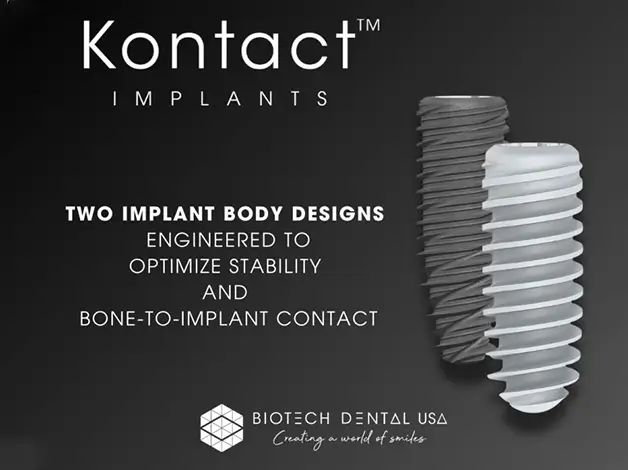 Kontact™
IMPLANTS
TWO IMPLANT BODY DESIGNS
ENGINEERED TO
OPTIMIZE STABILITY
AND
BONE-TO-IMPLANT CONTACT
BIOTECH DENTAL USA
Creating a world of smiles